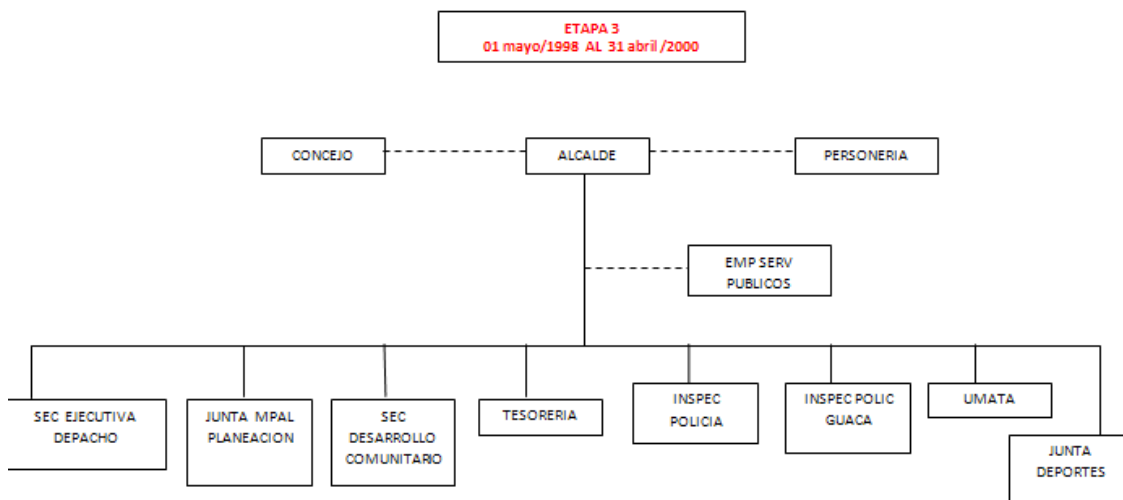 ETAPA 3
01 mayo/1998 AL 31 abril /2000
CONCEJO
ALCALDE
PERSONERIA
EMP SERV
PUBLICOS
SEC EJECUTIVA
DEPACHO
JUNTA MPAL
PLANEACION
SEC
DESARROLLO
COMUNITARIO
TESORERIA
INSPEC
POLICIA
INSPEC POLIC
GUACA
UMATA
JUNTA
DEPORTES